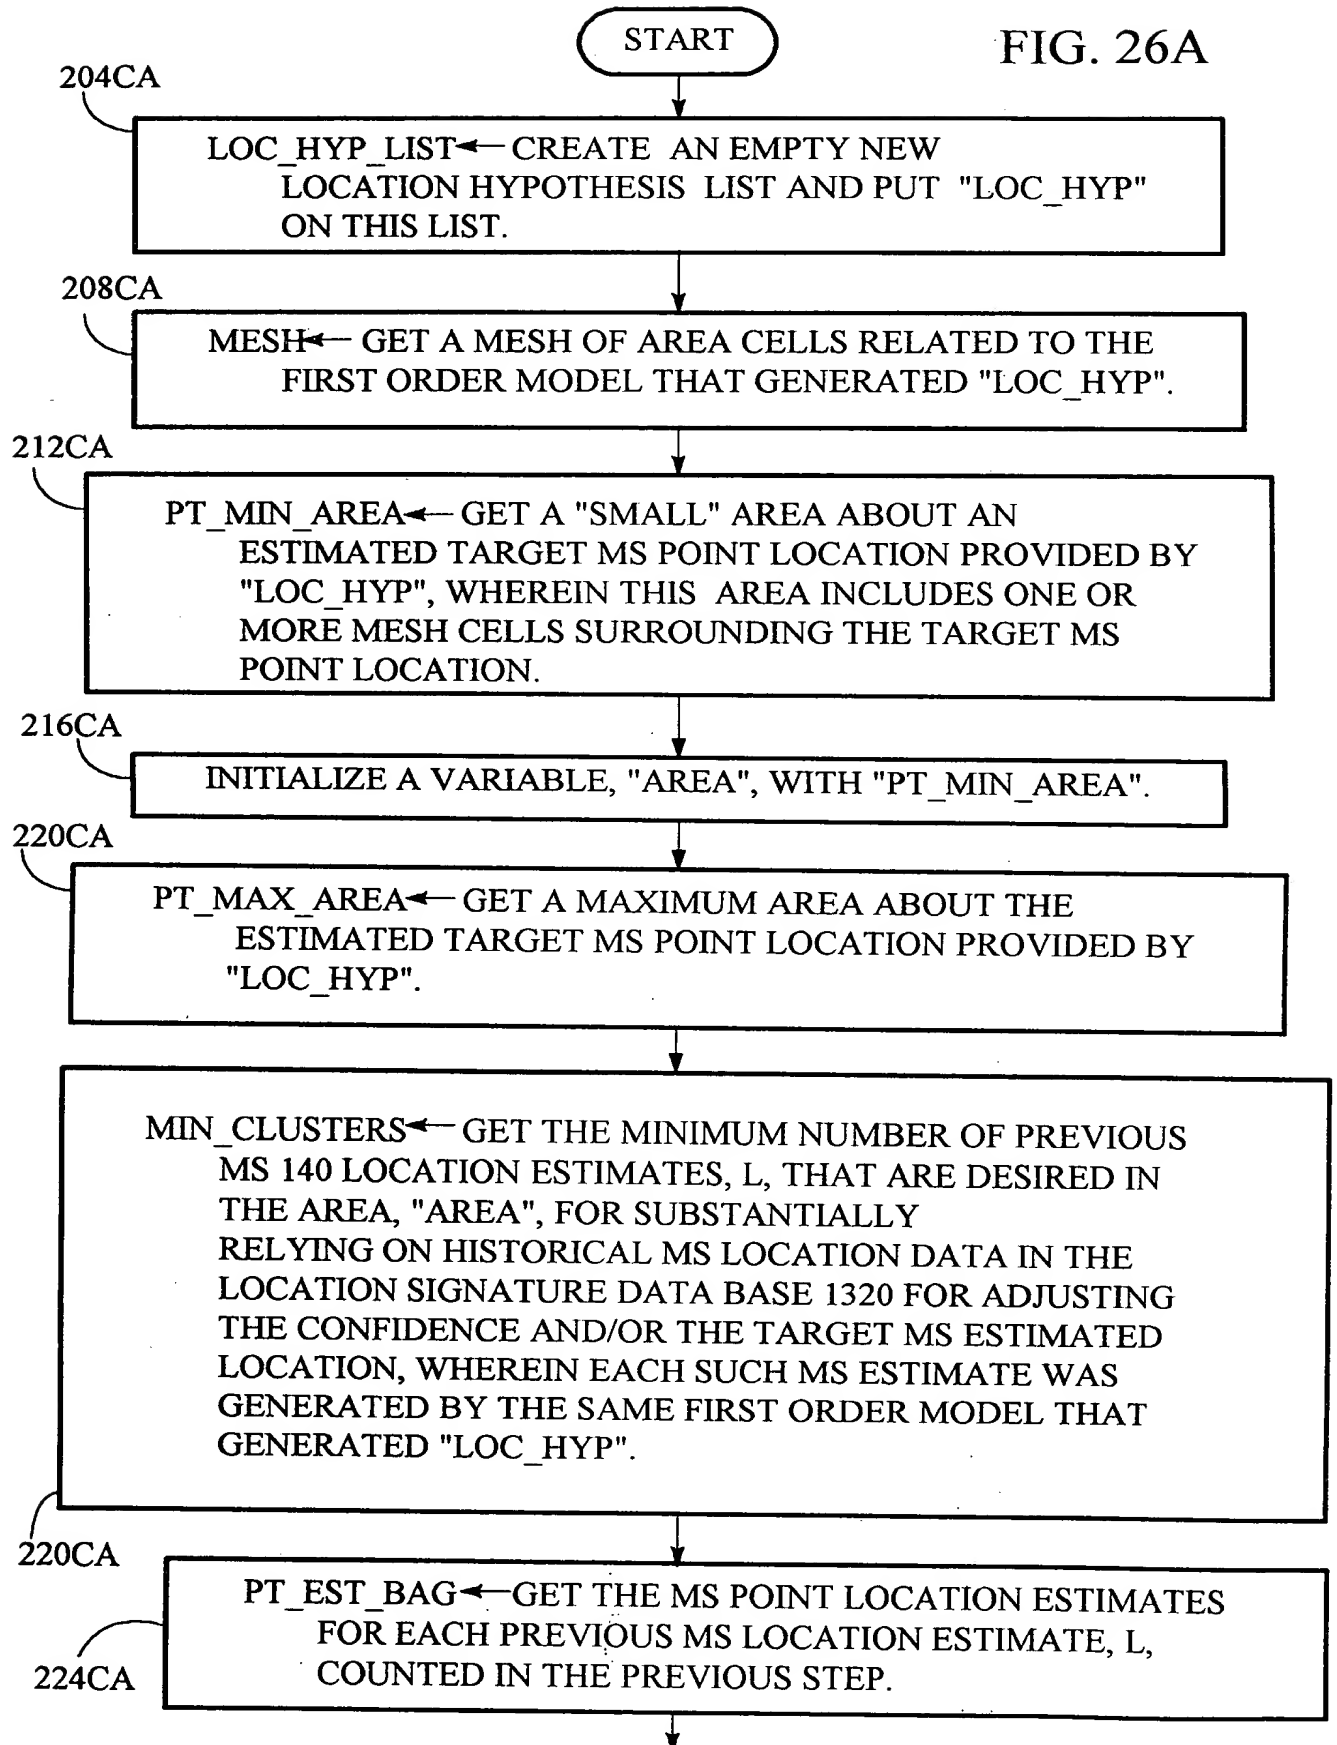 START
FIG. 26A
204CA
LOC_HYP_LIST← CREATE AN EMPTY NEW
LOCATION HYPOTHESIS LIST AND PUT "LOC_HYP"
ON THIS LIST.
208CA
MESH← GET A MESH OF AREA CELLS RELATED TO THE
FIRST ORDER MODEL THAT GENERATED "LOC_HYP".
212CA
PT_MIN_AREA← GET A "SMALL" AREA ABOUT AN
ESTIMATED TARGET MS POINT LOCATION PROVIDED BY
"LOC_HYP", WHEREIN THIS AREA INCLUDES ONE OR
MORE MESH CELLS SURROUNDING THE TARGET MS
POINT LOCATION.
216CA
INITIALIZE A VARIABLE, "AREA", WITH "PT_MIN_AREA".
220CA
PT_MAX_AREA← GET A MAXIMUM AREA ABOUT THE
ESTIMATED TARGET MS POINT LOCATION PROVIDED BY
"LOC_HYP".
MIN_CLUSTERS← GET THE MINIMUM NUMBER OF PREVIOUS
MS 140 LOCATION ESTIMATES, L, THAT ARE DESIRED IN
THE AREA, "AREA", FOR SUBSTANTIALLY
RELYING ON HISTORICAL MS LOCATION DATA IN THE
LOCATION SIGNATURE DATA BASE 1320 FOR ADJUSTING
THE CONFIDENCE AND/OR THE TARGET MS ESTIMATED
LOCATION, WHEREIN EACH SUCH MS ESTIMATE WAS
GENERATED BY THE SAME FIRST ORDER MODEL THAT
GENERATED "LOC_HYP".
220CA
PT_EST_BAG← GET THE MS POINT LOCATION ESTIMATES
FOR EACH PREVIOUS MS LOCATION ESTIMATE, L,
COUNTED IN THE PREVIOUS STEP.
224CA